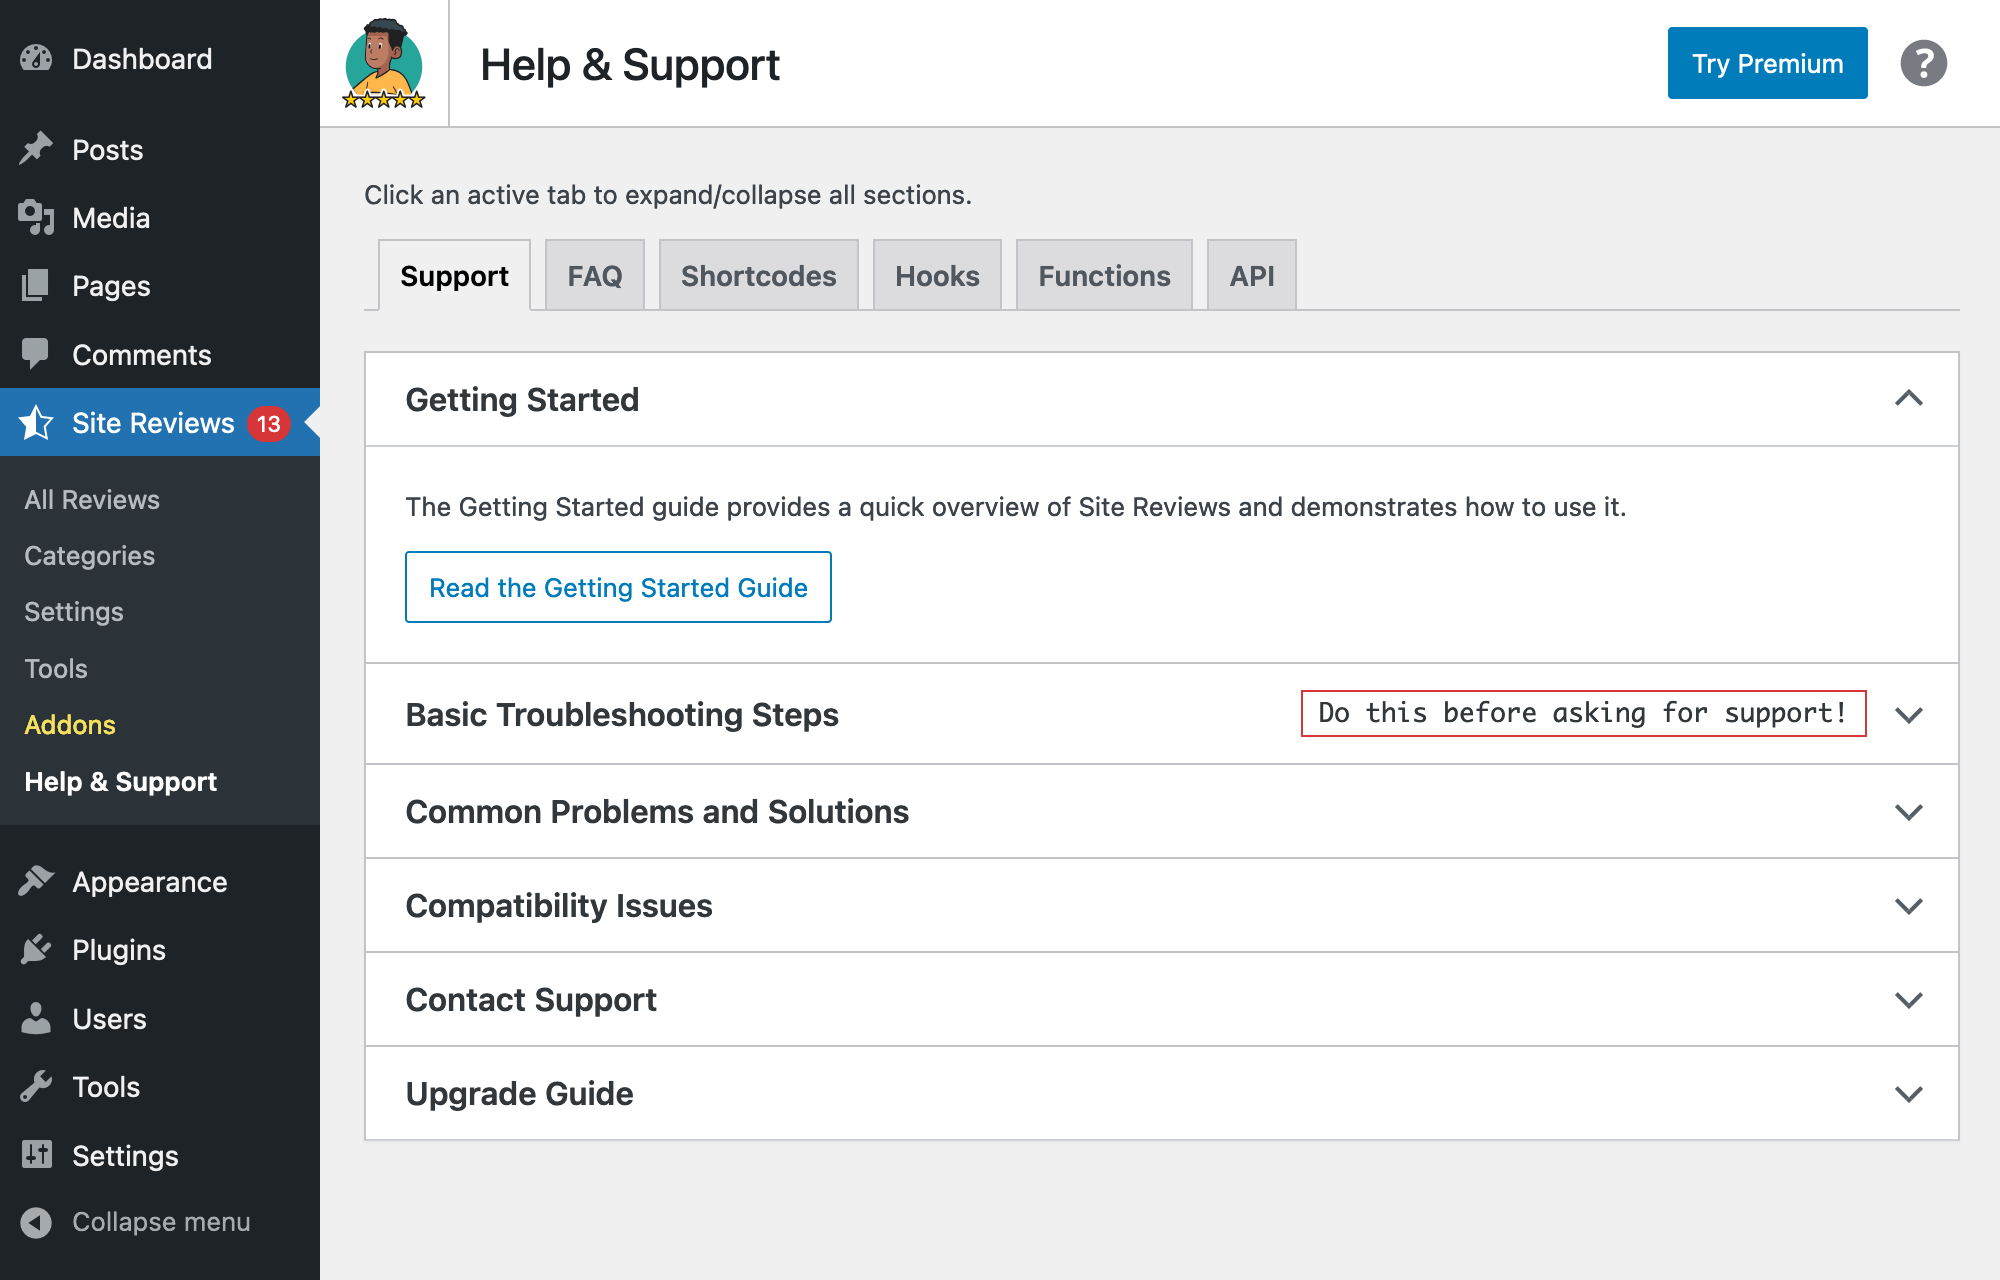 Dashboard
Posts
Media
Pages
Comments
Site Reviews 13
All Reviews
Categories
Settings
Tools
Addons
Help & Support
Appearance
Plugins
Users
Tools
Settings
Collapse menu
Help & Support
Try Premium
?
Click an active tab to expand/collapse all sections.
Support FAQ Shortcodes Hooks Functions API
Getting Started
The Getting Started guide provides a quick overview of Site Reviews and demonstrates how to use it.
Read the Getting Started Guide
Basic Troubleshooting Steps Do this before asking for support!
Common Problems and Solutions
Compatibility Issues
Contact Support
Upgrade Guide